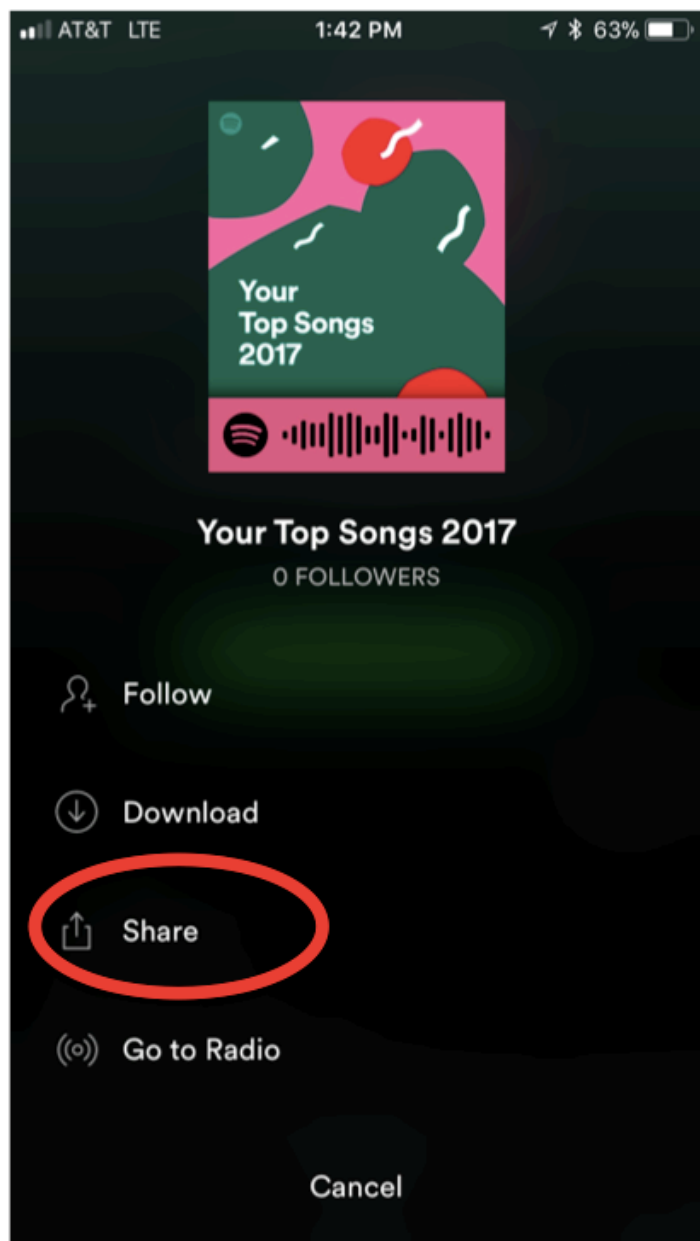 AT&T LTE 1:42 PM 63%
Your
Top Songs
2017
Your Top Songs 2017
0 FOLLOWERS
Follow
Download
Share
Go to Radio
Cancel